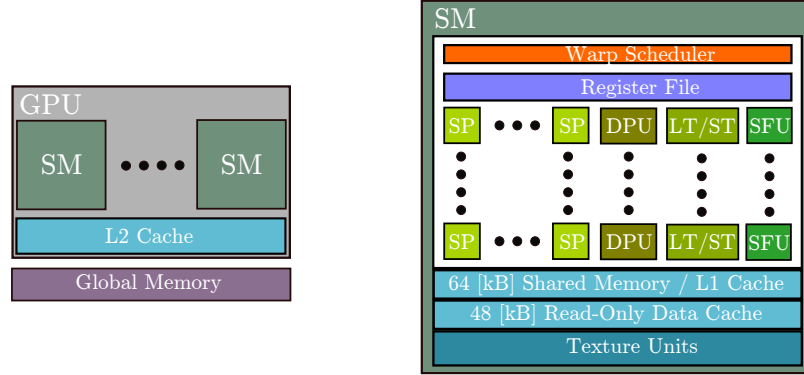 GPU
SM SM
L2 Cache
Global Memory
SM
Warp Scheduler
Register File
SP SP DPU LT/ST SFU
SP SP DPU LT/ST SFU
64 [kB] Shared Memory / L1 Cache
48 [kB] Read-Only Data Cache
Texture Units